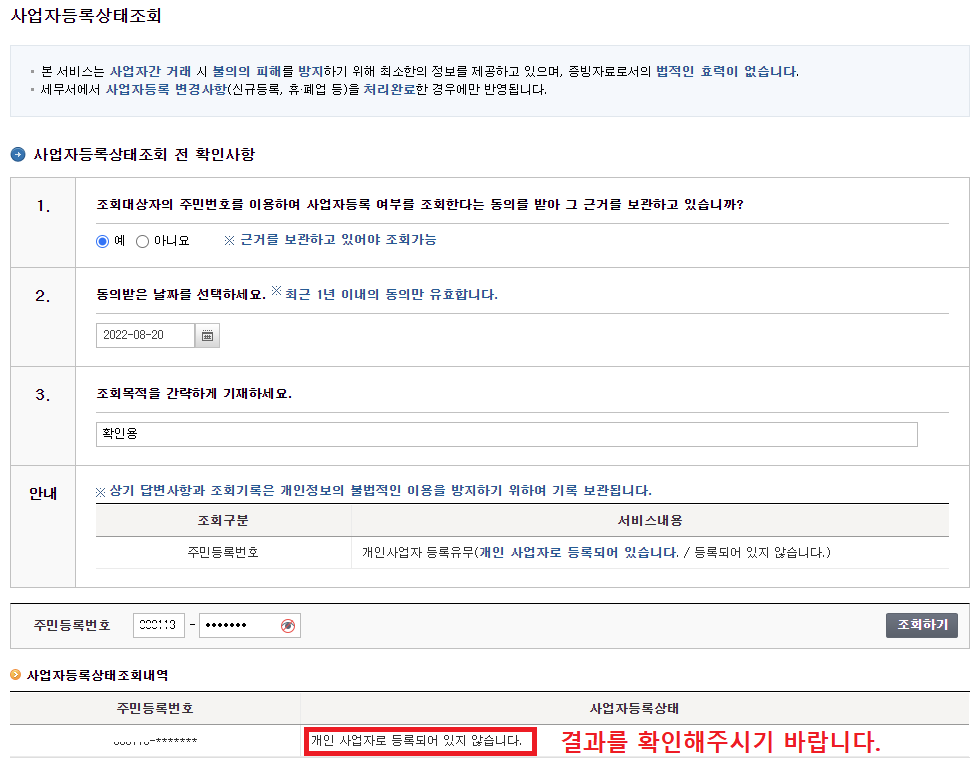 사업자등록상태조회
본 서비스는 사업자간 거래 시 불의의 피해를 방지하기 위해 최소한의 정보를 제공하고 있으며, 증빙자료로서의 법적인 효력이 없습니다.
세무서에서 사업자등록 변경사항(신규등록, 휴·폐업 등)을 처리완료한 경우에만 반영됩니다.
사업자등록상태조회 전 확인사항
1. 조회대상자의 주민번호를 이용하여 사업자등록 여부를 조회한다는 동의를 받아 그 근거를 보관하고 있습니까?
예 아니요 ※ 근거를 보관하고 있어야 조회가능
2. 동의받은 날짜를 선택하세요. ※ 최근 1년 이내의 동의만 유효합니다.
2022-08-20
3. 조회목적을 간략하게 기재하세요.
확인용
안내 ※ 상기 답변사항과 조회기록은 개인정보의 불법적인 이용을 방지하기 위하여 기록 보관됩니다.
조회구분 서비스내용
주민등록번호 개인사업자 등록유무(개인 사업자로 등록되어 있습니다. / 등록되어 있지 않습니다.)
주민등록번호 - ••••••• 조회하기
사업자등록상태조회내역
주민등록번호 사업자등록상태
-******* 개인 사업자로 등록되어 있지 않습니다. 결과를 확인해주시기 바랍니다.